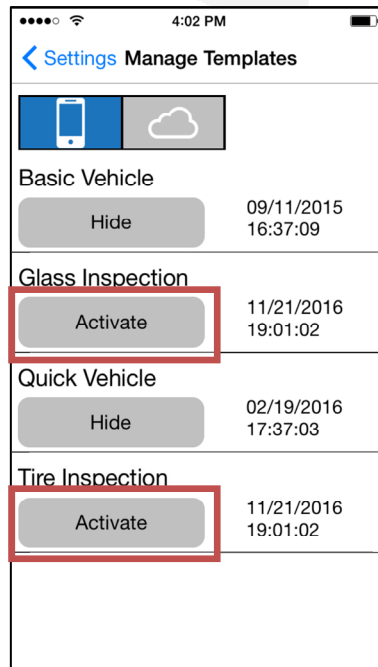 4:02 PM
Settings Manage Templates
Basic Vehicle
Hide
09/11/2015
16:37:09
Glass Inspection
Activate
11/21/2016
19:01:02
Quick Vehicle
Hide
02/19/2016
17:37:03
Tire Inspection
Activate
11/21/2016
19:01:02